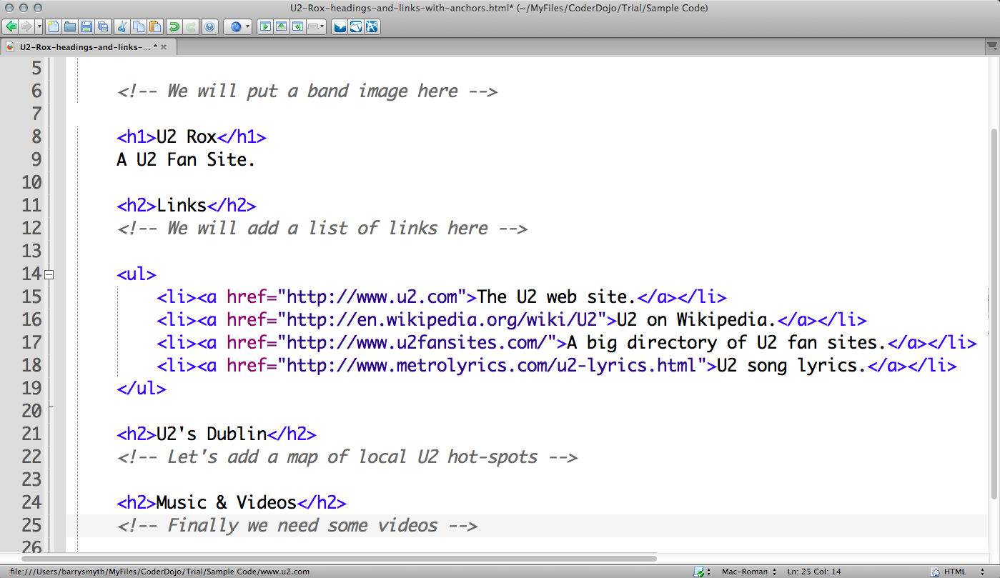 U2-Rox-headings-and-links-with-anchors.html* (~/MyFiles/CoderDojo/Trial/Sample Code)
U2-Rox-headings-and-links-... *
5
6 <!-- We will put a band image here -->
7
8 <h1>U2 Rox</h1>
9 A U2 Fan Site.
10
11 <h2>Links</h2>
12 <!-- We will add a list of links here -->
13
14 <ul>
15 <li><a href="http://www.u2.com">The U2 web site.</a></li>
16 <li><a href="http://en.wikipedia.org/wiki/U2">U2 on Wikipedia.</a></li>
17 <li><a href="http://www.u2fansites.com/">A big directory of U2 fan sites.</a></li>
18 <li><a href="http://www.metrolyrics.com/u2-lyrics.html">U2 song lyrics.</a></li>
19 </ul>
20
21 <h2>U2's Dublin</h2>
22 <!-- Let's add a map of local U2 hot-spots -->
23
24 <h2>Music & Videos</h2>
25 <!-- Finally we need some videos -->
26
file:///Users/barrysmyth/MyFiles/CoderDojo/Trial/Sample Code/www.u2.com Mac-Roman Ln: 25 Col: 14 HTML